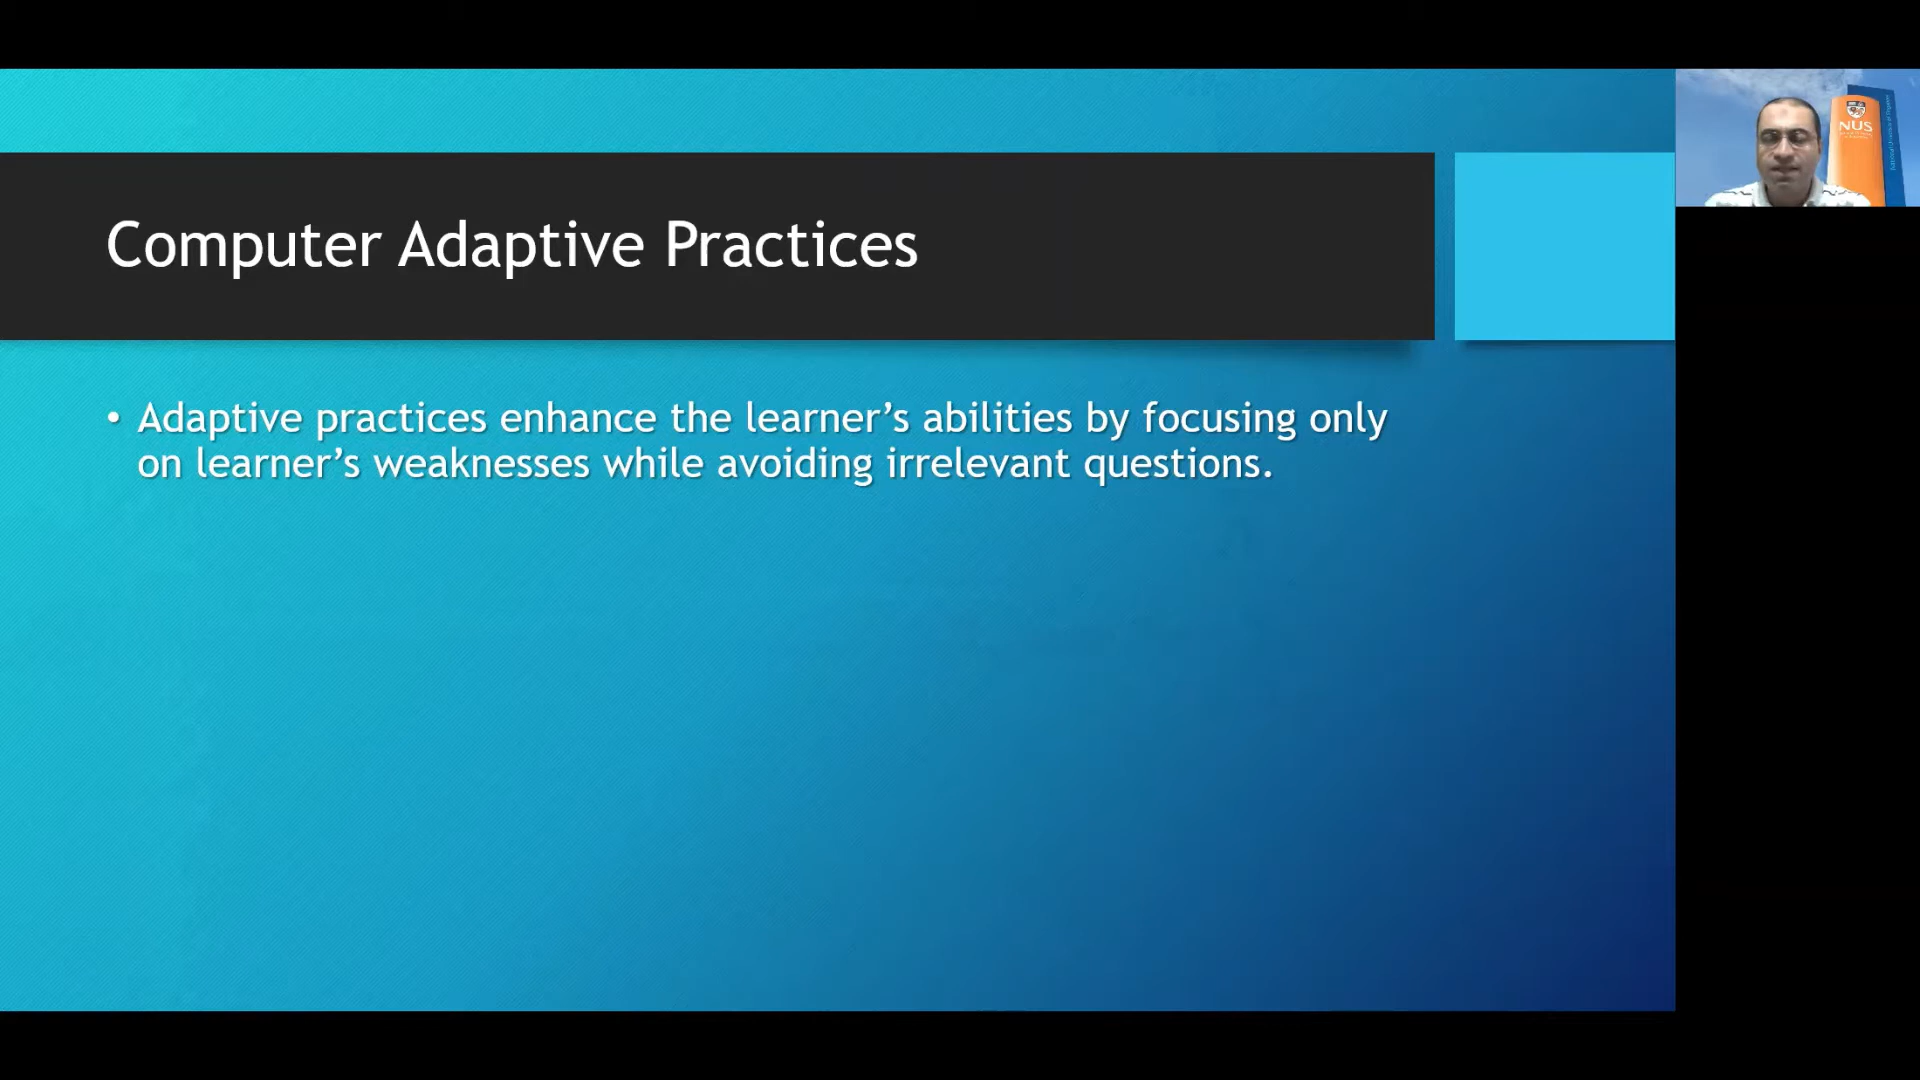 Computer Adaptive Practices
• Adaptive practices enhance the learner’s abilities by focusing only
on learner’s weaknesses while avoiding irrelevant questions.
NUS